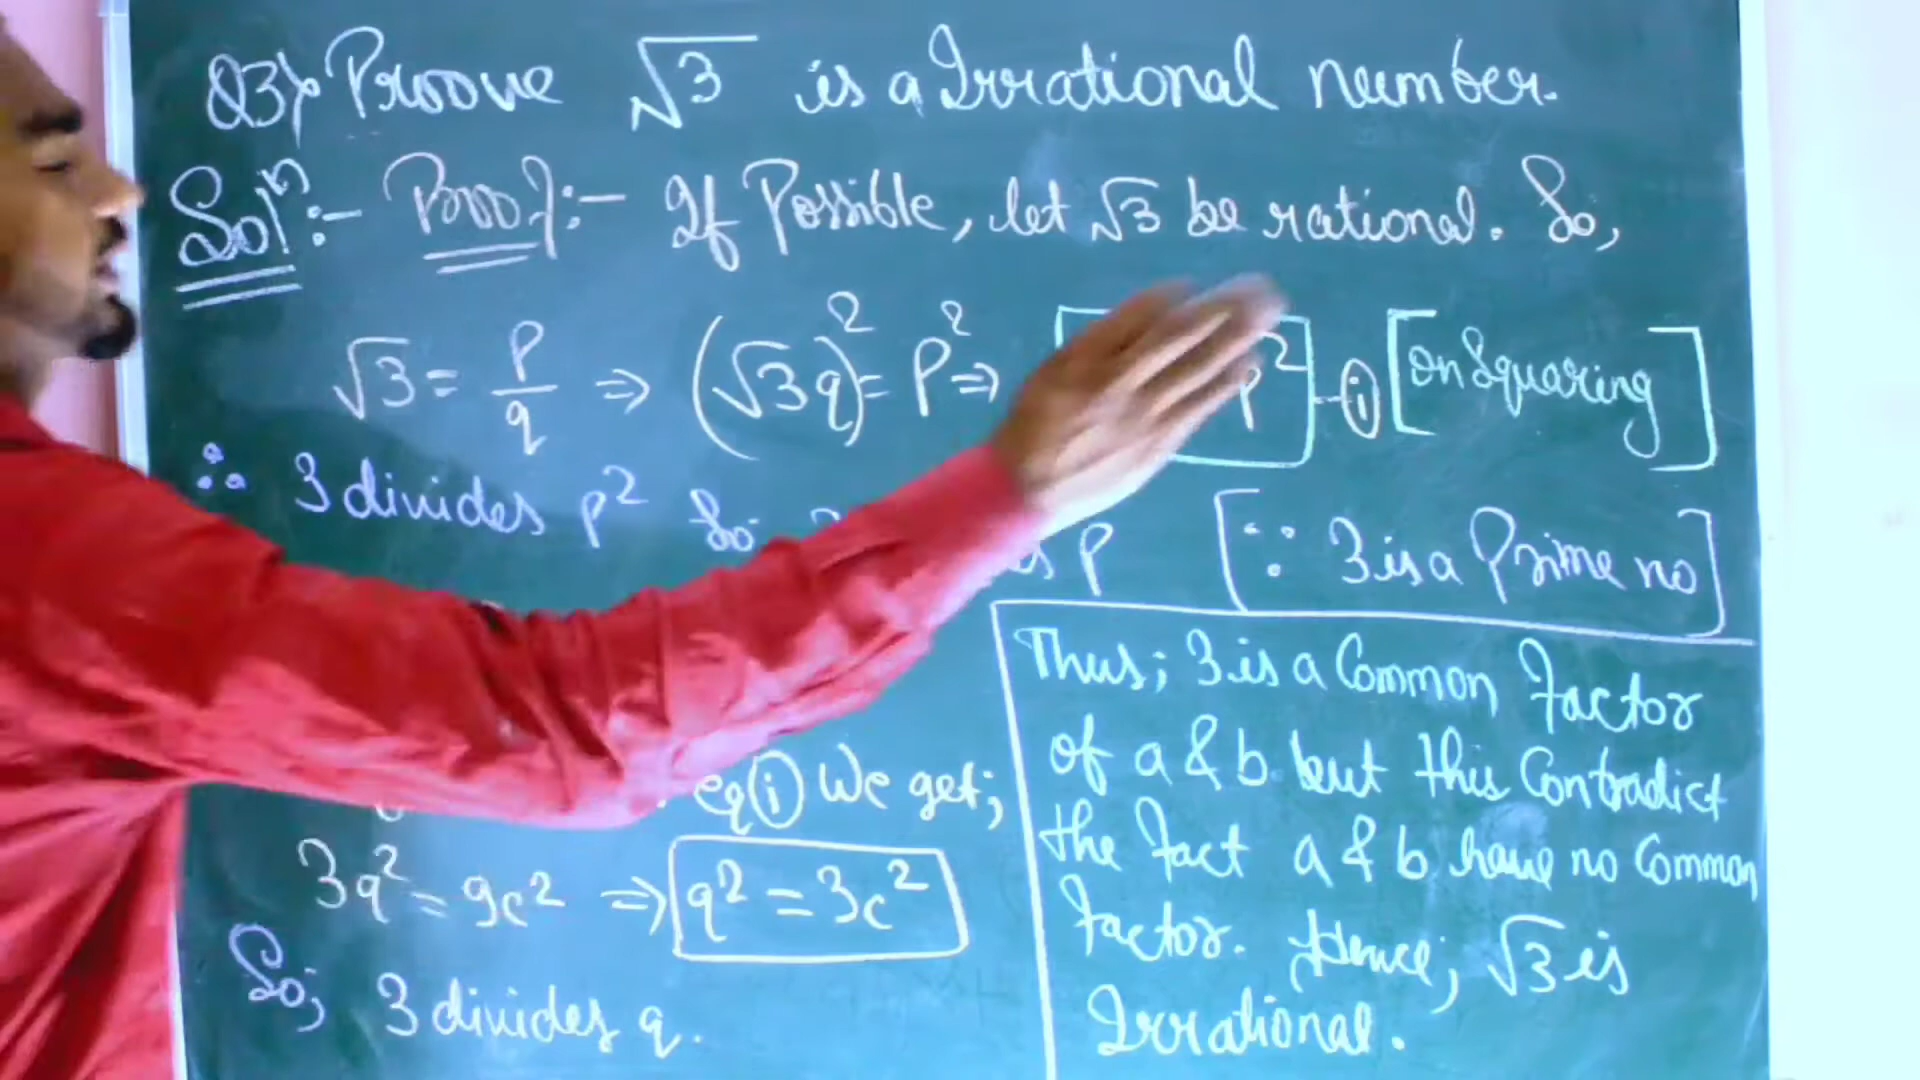 Q3) Proove √3 is a Irrational number.
Solⁿ:- Proof:- If Possible, let √3 be rational. So,
√3 = p/q ⇒ (√3q)² = p² ⇒ p² --(i) [on Squaring]
∴ 3 divides p² So p [∵ 3 is a Prime no]
eq (i) We get;
3q² = 9c² ⇒ q² = 3c²
So; 3 divides q.
Thus; 3 is a Common Factor
of a & b but this Contradict
the fact a & b have no Common
factor. Hence; √3 is
Irrational.